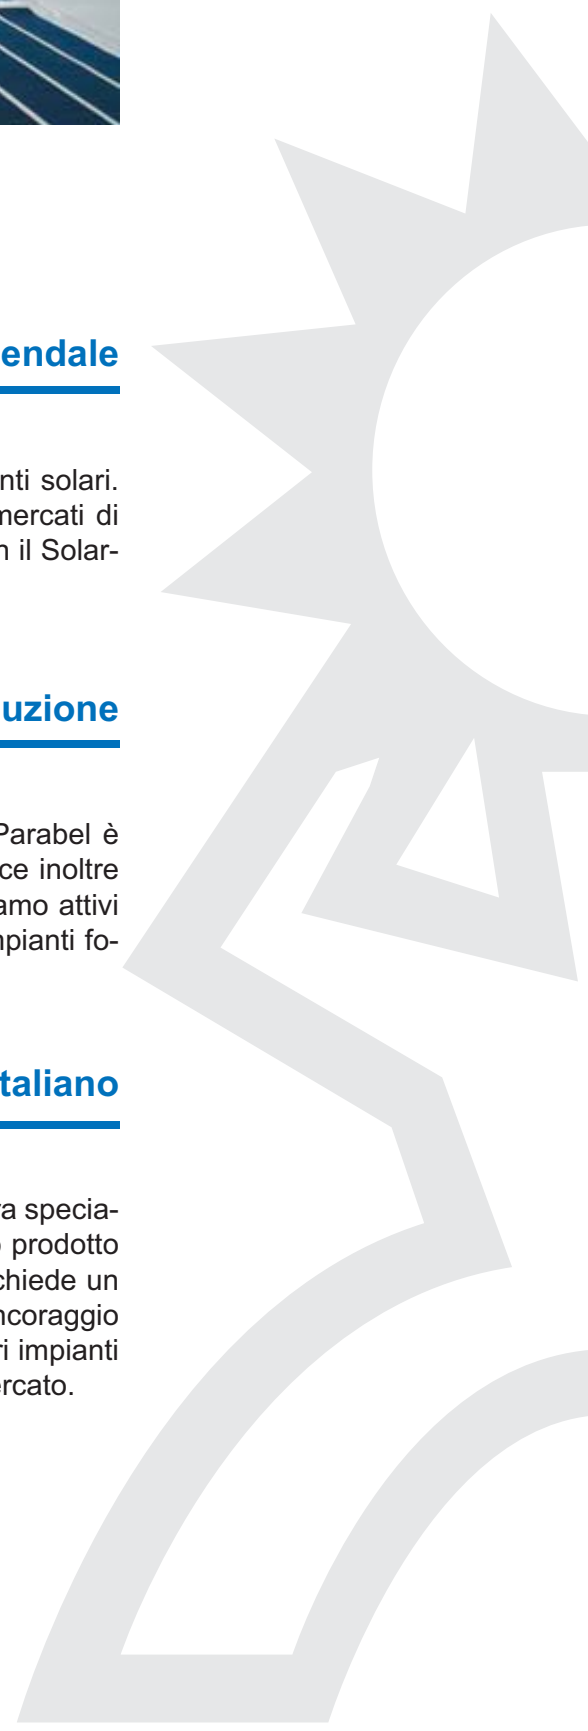 endale
nti solari.
mercati di
n il Solar-
uzione
Parabel è
ce inoltre
amo attivi
npianti fo-
taliano
ra specia-
prodotto
chiede un
ncoraggio
ri impianti
ercato.